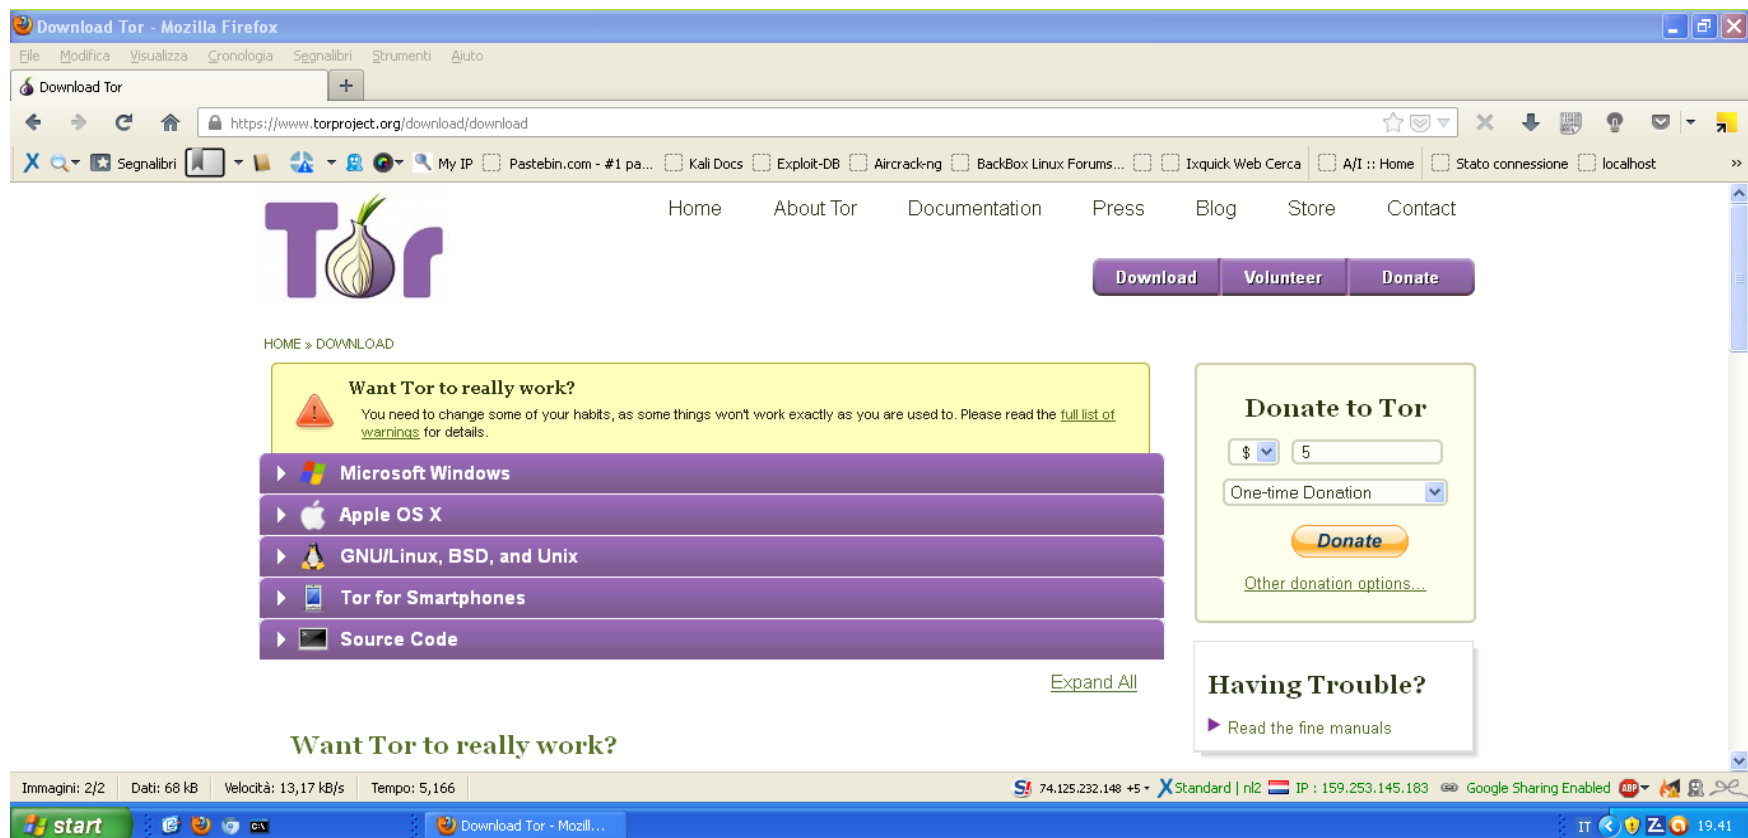 Download Tor - Mozilla Firefox
File Modifica Visualizza Cronologia Segnalibri Strumenti Aiuto
Download Tor
https://www.torproject.org/download/download
Segnalibri My IP Pastebin.com - #1 pa... Kali Docs Exploit-DB Aircrack-ng BackBox Linux Forums... Ixquick Web Cerca A/I :: Home Stato connessione localhost »
Tor
Home About Tor Documentation Press Blog Store Contact
Download Volunteer Donate
HOME » DOWNLOAD
Want Tor to really work?
You need to change some of your habits, as some things won't work exactly as you are used to. Please read the full list of
warnings for details.
Microsoft Windows
Apple OS X
GNU/Linux, BSD, and Unix
Tor for Smartphones
Source Code
Expand All
Want Tor to really work?
Donate to Tor
$ 5
One-time Donation
Donate
Other donation options...
Having Trouble?
Read the fine manuals
Immagini: 2/2 Dati: 68 kB Velocità: 13,17 kB/s Tempo: 5,166 S! 74.125.232.148 +5 X Standard | nl2 IP : 159.253.145.183 Google Sharing Enabled ABP
start Download Tor - Mozill... IT 19.41